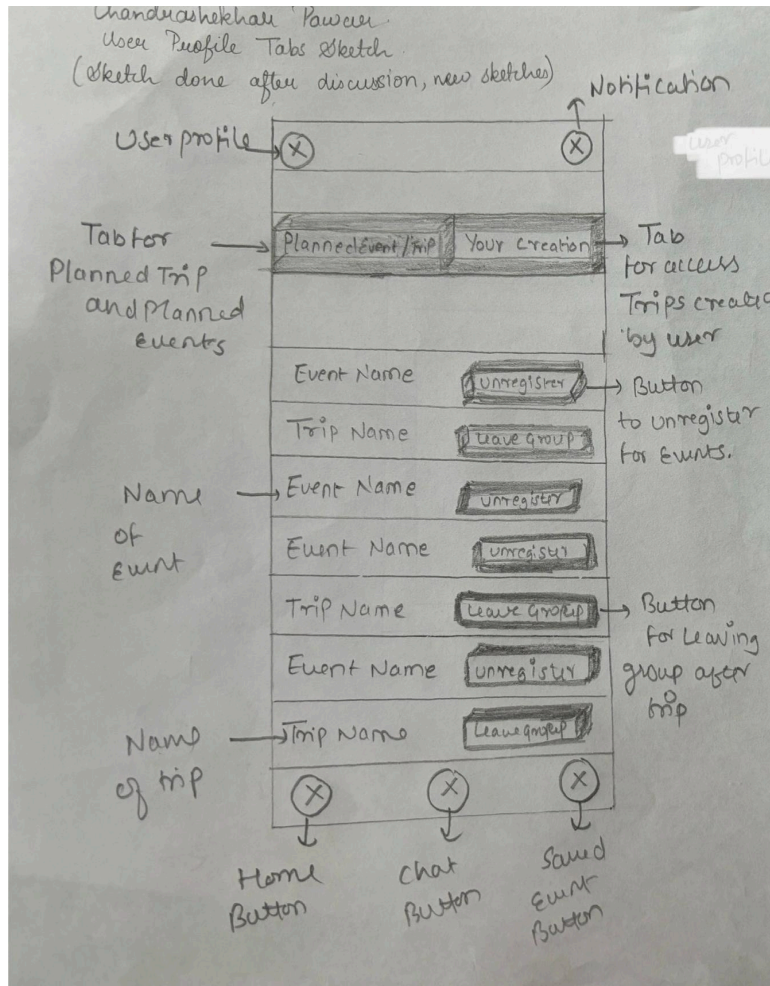 Chandrashekhar Pawar.
User Profile Tabs Sketch
(Sketch done after discussion, new sketches)
Notification
User profile
user
profile
Planned Event/Trip
Your Creation
Tab for
Planned Trip
and Planned
Events
Tab
for access
Trips create
by user
Event Name
Unregister
Button
to unregister
for Events.
Trip Name
Leave Group
Name
of
Event
Event Name
Unregister
Event Name
Unregister
Trip Name
Leave Group
Button
for Leaving
group after
trip
Event Name
Unregister
Name
of trip
Trip Name
Leave group
X
X
X
X
X
Home
Button
Chat
Button
Saved
Event
Button